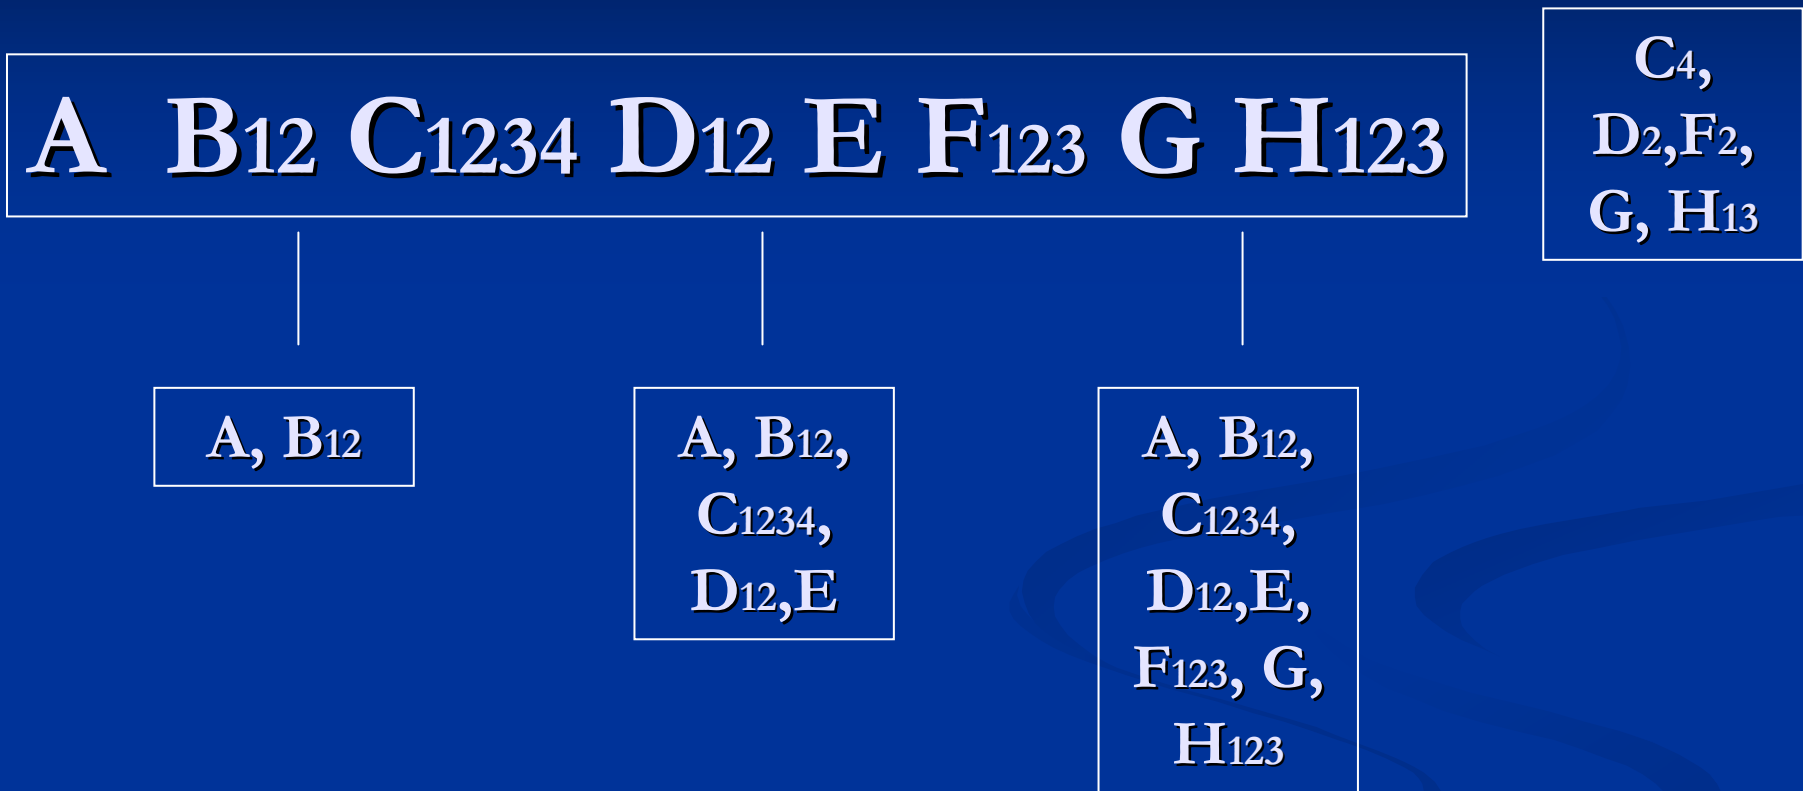 A B12 C1234 D12 E F123 G H123
C4,
D2,F2,
G, H13
A, B12
A, B12,
C1234,
D12,E
A, B12,
C1234,
D12,E,
F123, G,
H123